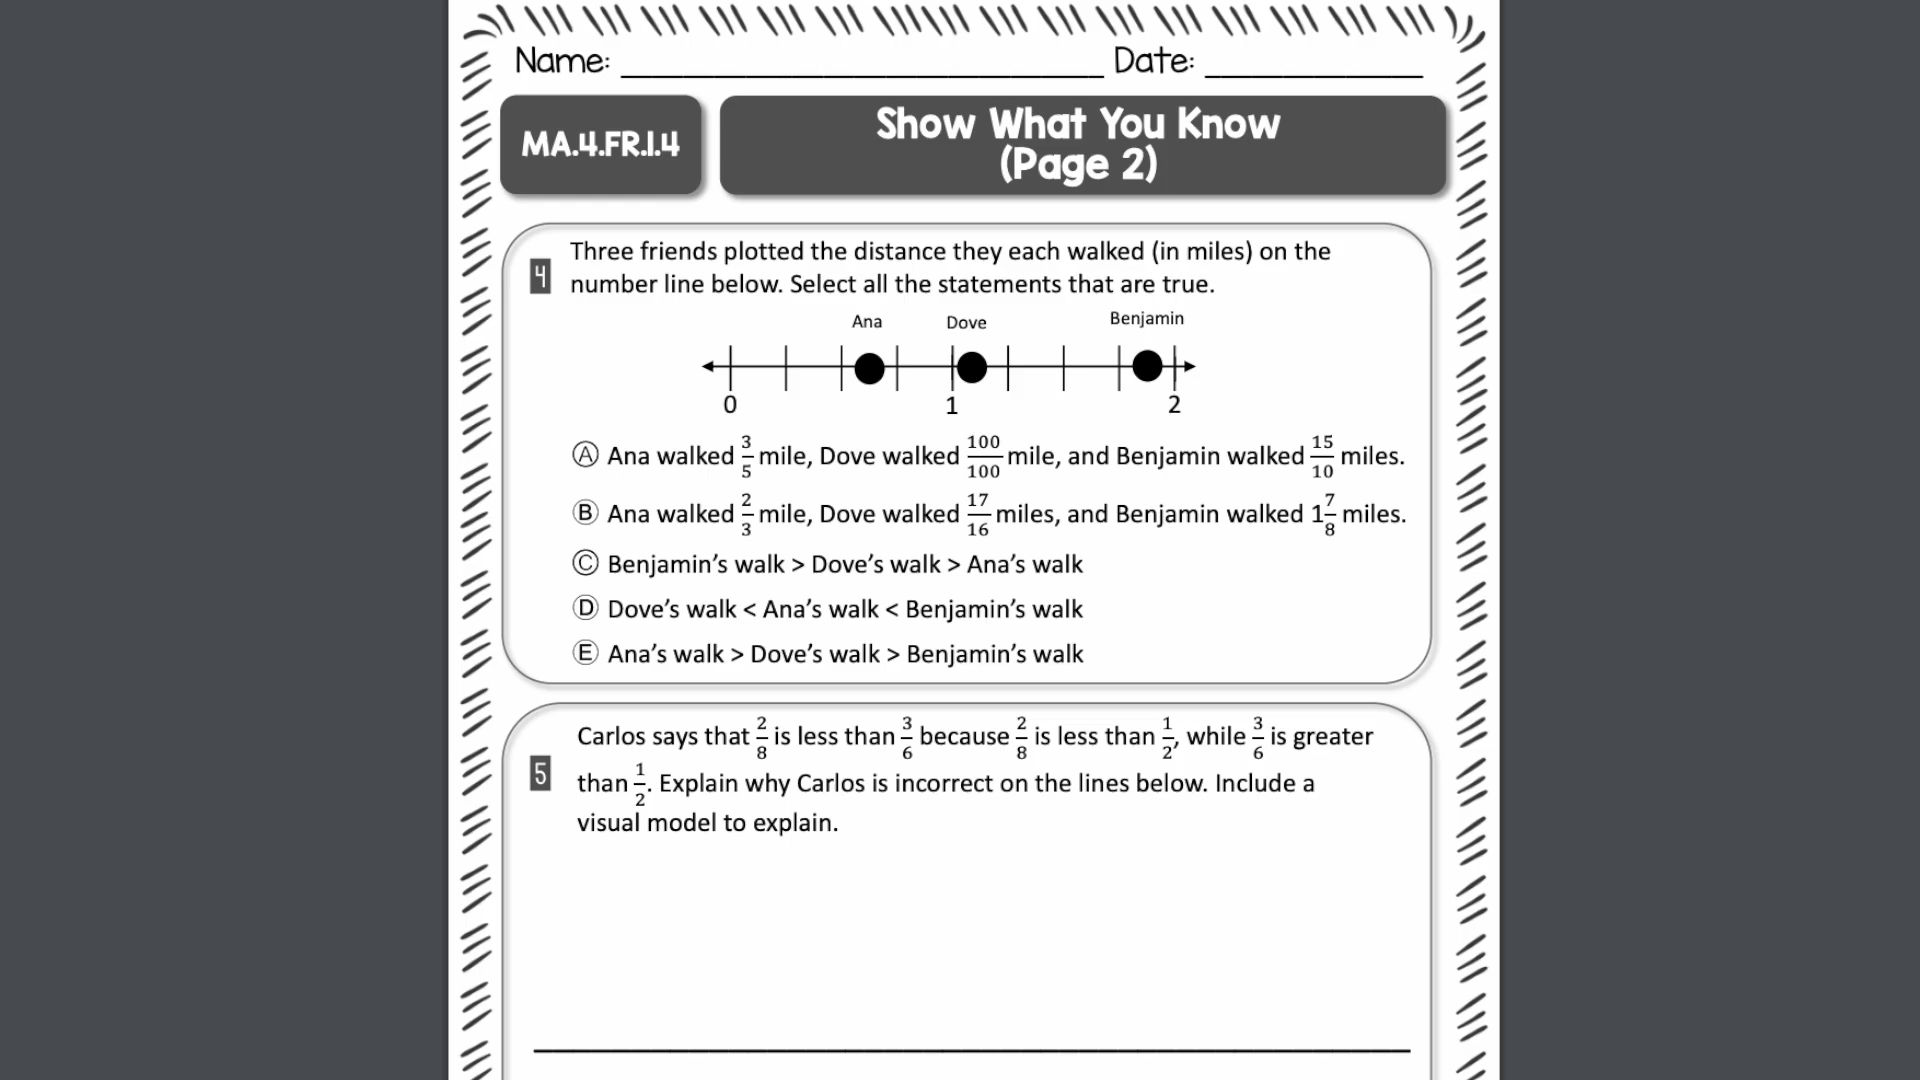 Name: ______________________________ Date: ______________
MA.4.FR.1.4
Show What You Know
(Page 2)
4
Three friends plotted the distance they each walked (in miles) on the
number line below. Select all the statements that are true.
Ana Dove Benjamin
0 1 2
Ⓐ Ana walked 3/5 mile, Dove walked 100/100 mile, and Benjamin walked 15/10 miles.
Ⓑ Ana walked 2/3 mile, Dove walked 17/16 miles, and Benjamin walked 1 7/8 miles.
Ⓒ Benjamin’s walk > Dove’s walk > Ana’s walk
Ⓓ Dove’s walk < Ana’s walk < Benjamin’s walk
Ⓔ Ana’s walk > Dove’s walk > Benjamin’s walk
5
Carlos says that 2/8 is less than 3/6 because 2/8 is less than 1/2, while 3/6 is greater
than 1/2. Explain why Carlos is incorrect on the lines below. Include a
visual model to explain.